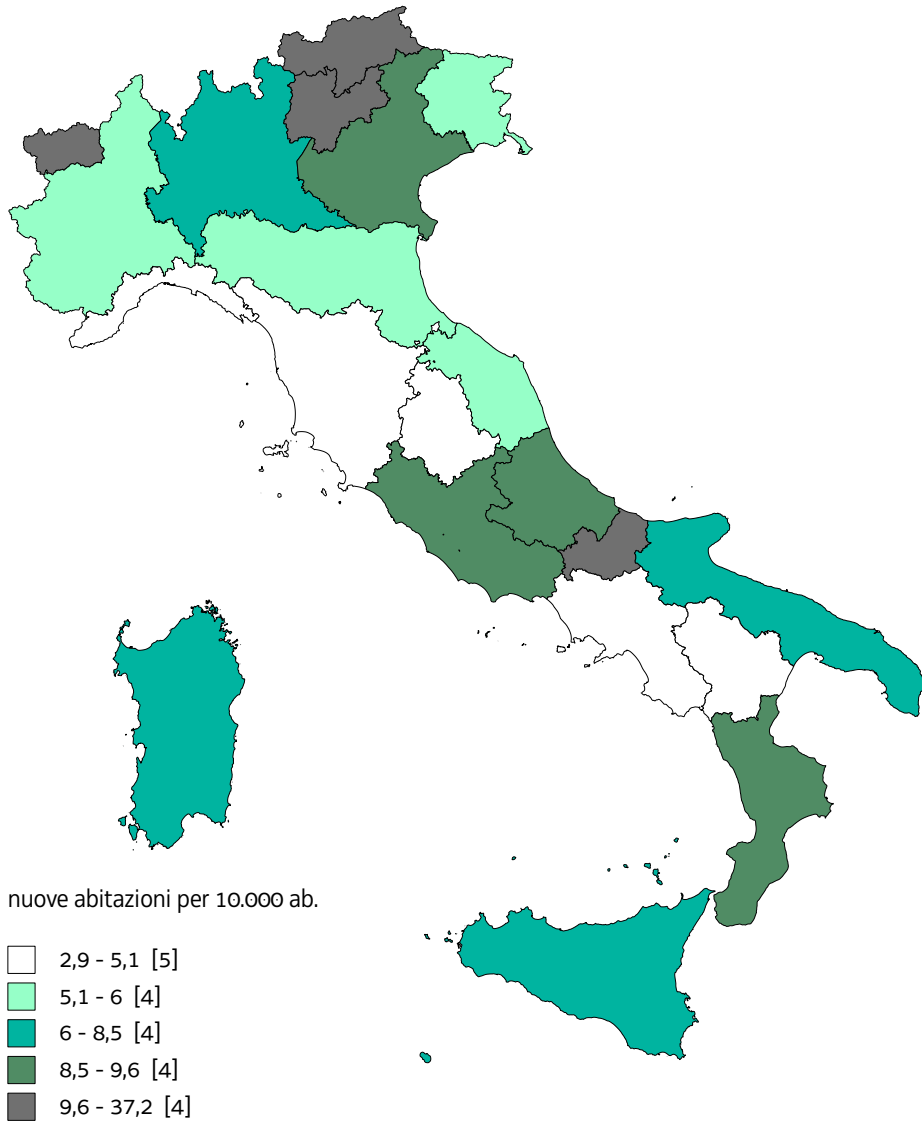 nuove abitazioni per 10.000 ab.
2,9 - 5,1 [5]
5,1 - 6 [4]
6 - 8,5 [4]
8,5 - 9,6 [4]
9,6 - 37,2 [4]